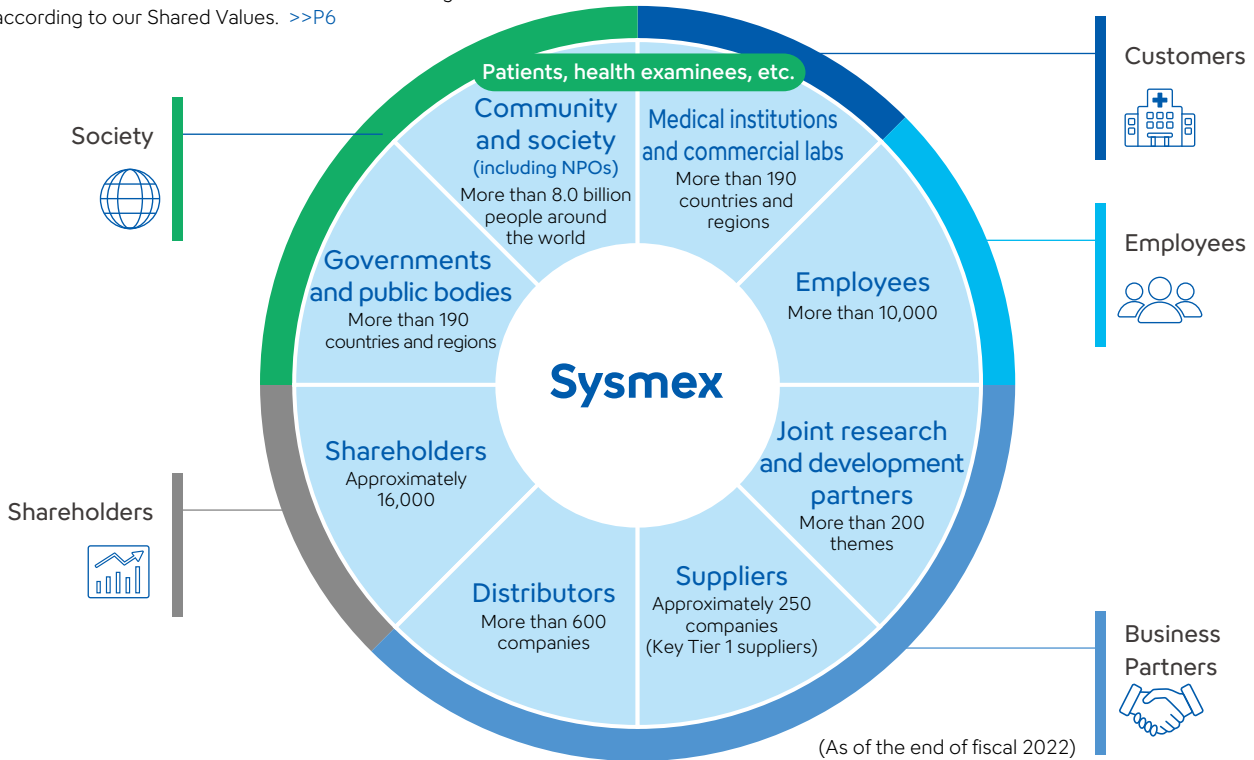 according to our Shared Values. >>P6
Patients, health examinees, etc.
Customers
Society
Employees
Shareholders
Business
Partners
Community
and society
(including NPOs)
More than 8.0 billion
people around
the world
Medical institutions
and commercial labs
More than 190
countries and
regions
Governments
and public bodies
More than 190
countries and regions
Employees
More than 10,000
Sysmex
Shareholders
Approximately
16,000
Joint research
and development
partners
More than 200
themes
Distributors
More than 600
companies
Suppliers
Approximately 250
companies
(Key Tier 1 suppliers)
(As of the end of fiscal 2022)